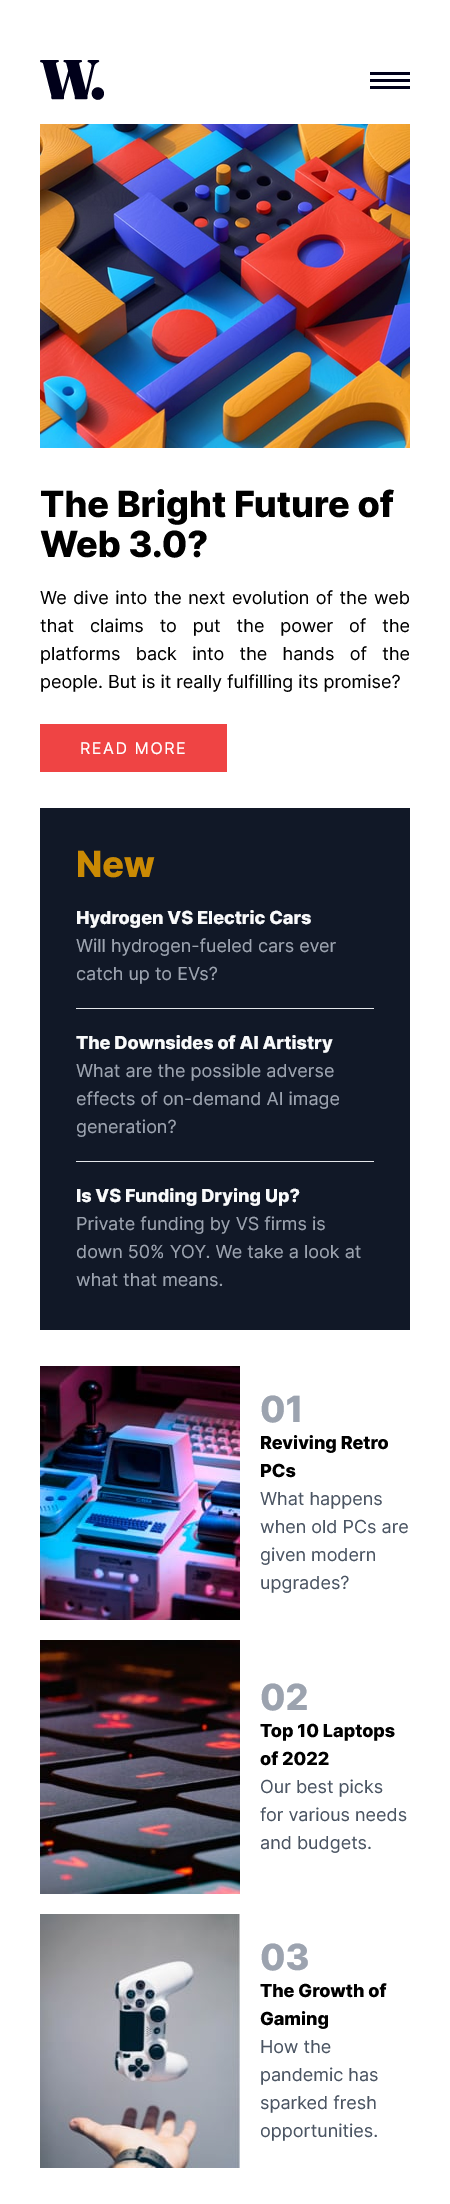 W.
The Bright Future of
Web 3.0?
We dive into the next evolution of the web
that claims to put the power of the
platforms back into the hands of the
people. But is it really fulfilling its promise?
READ MORE
New
Hydrogen VS Electric Cars
Will hydrogen-fueled cars ever
catch up to EVs?
The Downsides of AI Artistry
What are the possible adverse
effects of on-demand AI image
generation?
Is VS Funding Drying Up?
Private funding by VS firms is
down 50% YOY. We take a look at
what that means.
01
Reviving Retro
PCs
What happens
when old PCs are
given modern
upgrades?
02
Top 10 Laptops
of 2022
Our best picks
for various needs
and budgets.
03
The Growth of
Gaming
How the
pandemic has
sparked fresh
opportunities.